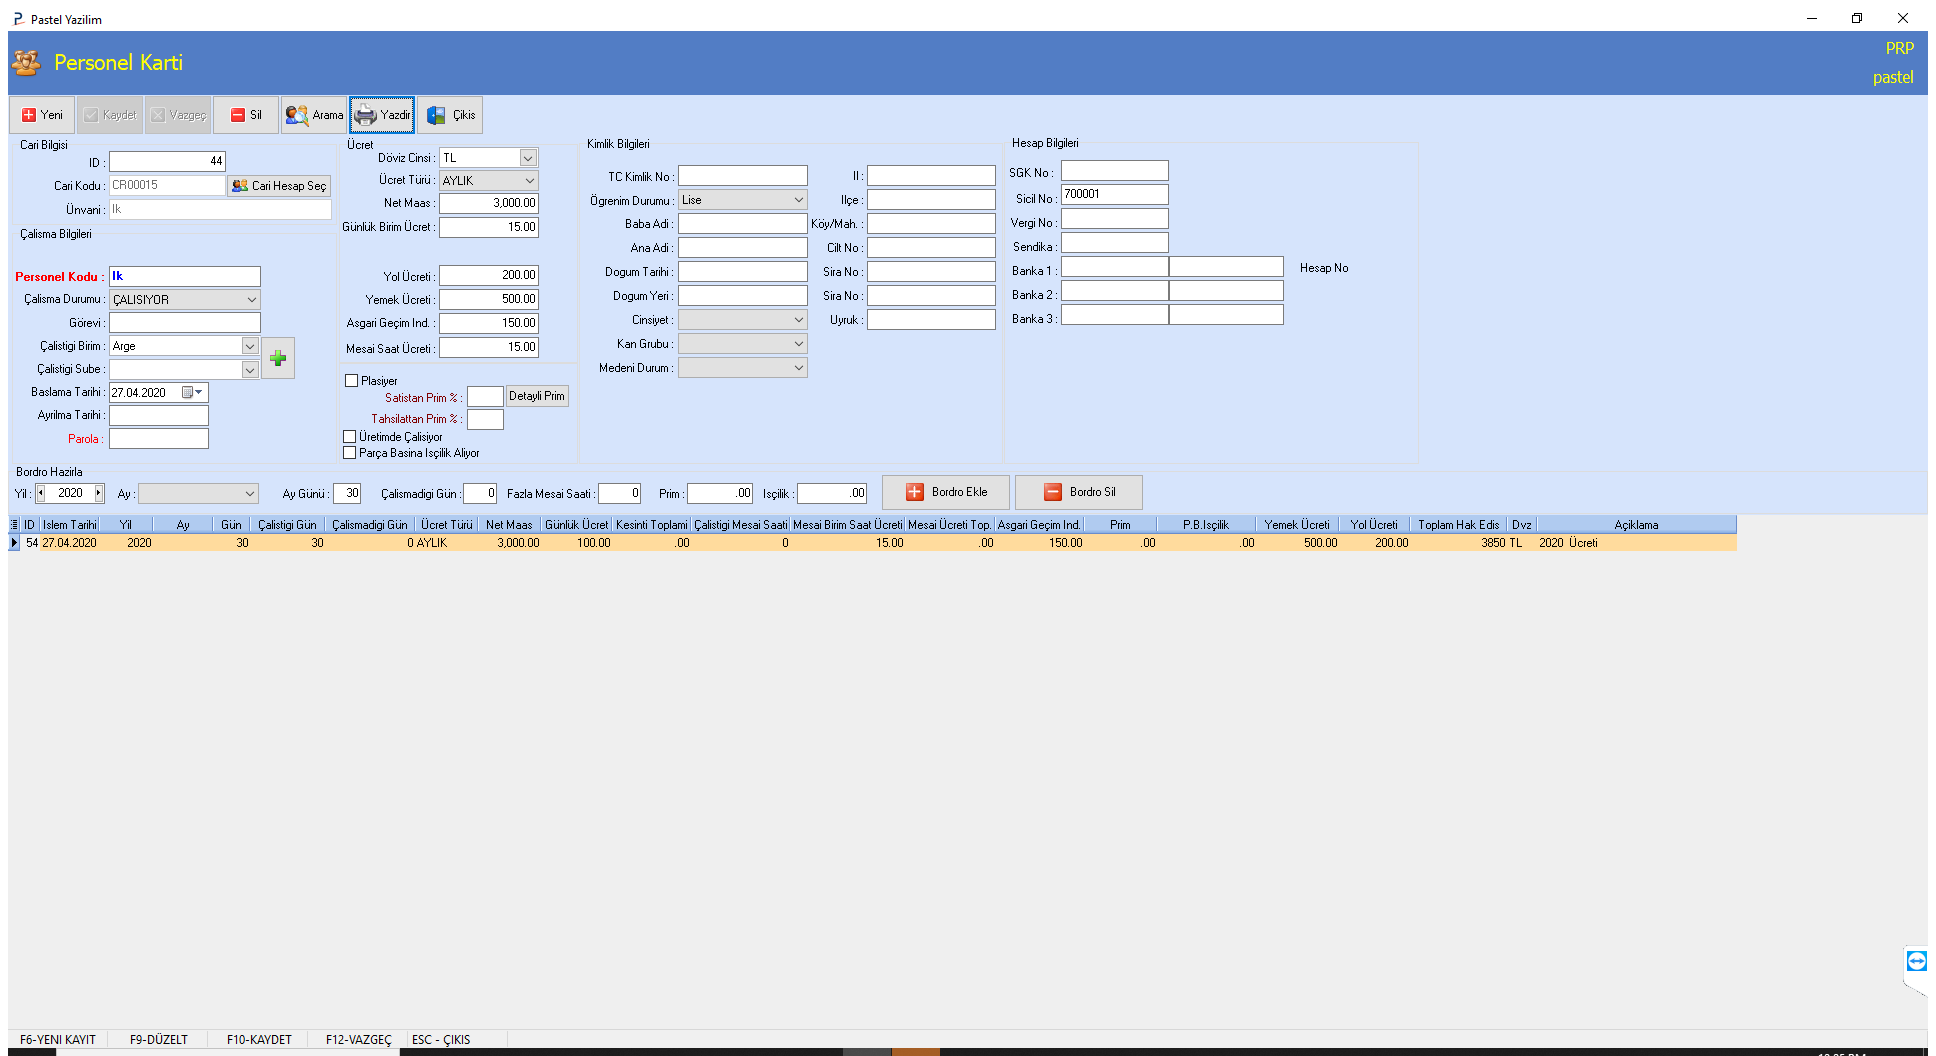 Pastel Yazilim
Personel Karti
PRP
pastel
Yeni Kaydet Vazgeç Sil Arama Yazdir Çikis
Cari Bilgisi
ID : 44
Cari Kodu : CR00015 Cari Hesap Seç
Ünvani : Ik
Çalisma Bilgileri
Personel Kodu : Ik
Çalisma Durumu : ÇALISIYOR
Görevi :
Çalistigi Birim : Arge
Çalistigi Sube :
Baslama Tarihi : 27.04.2020
Ayrilma Tarihi :
Parola :
Ücret
Döviz Cinsi : TL
Ücret Türü : AYLIK
Net Maas : 3,000.00
Günlük Birim Ücret : 15.00
Yol Ücreti : 200.00
Yemek Ücreti : 500.00
Asgari Geçim Ind. : 150.00
Mesai Saat Ücreti : 15.00
Plasiyer
Satistan Prim % : Detayli Prim
Tahsilattan Prim % :
Üretimde Çalisiyor
Parça Basina Isçilik Aliyor
Kimlik Bilgileri
TC Kimlik No : Il :
Ögrenim Durumu : Lise Ilçe :
Baba Adi : Köy/Mah. :
Ana Adi : Cilt No :
Dogum Tarihi : Sira No :
Dogum Yeri : Sira No :
Cinsiyet : Uyruk :
Kan Grubu :
Medeni Durum :
Hesap Bilgileri
SGK No :
Sicil No : 700001
Vergi No :
Sendika :
Banka 1 : Hesap No
Banka 2 :
Banka 3 :
Bordro Hazirla
Yil : 2020 Ay : Ay Günü : 30 Çalismadigi Gün : 0 Fazla Mesai Saati : 0 Prim : .00 Isçilik : .00 Bordro Ekle Bordro Sil
ID Islem Tarihi Yil Ay Gün Çalistigi Gün Çalismadigi Gün Ücret Türü Net Maas Günlük Ücret Kesinti Toplami Çalistigi Mesai Saati Mesai Birim Saat Ücreti Mesai Ücreti Top. Asgari Geçim Ind. Prim P.B.Isçilik Yemek Ücreti Yol Ücreti Toplam Hak Edis Dvz Açiklama
54 27.04.2020 2020 30 30 0 AYLIK 3,000.00 100.00 .00 0 15.00 .00 150.00 .00 .00 500.00 200.00 3850 TL 2020 Ücreti
F6-YENI KAYIT F9-DÜZELT F10-KAYDET F12-VAZGEÇ ESC - ÇIKIS